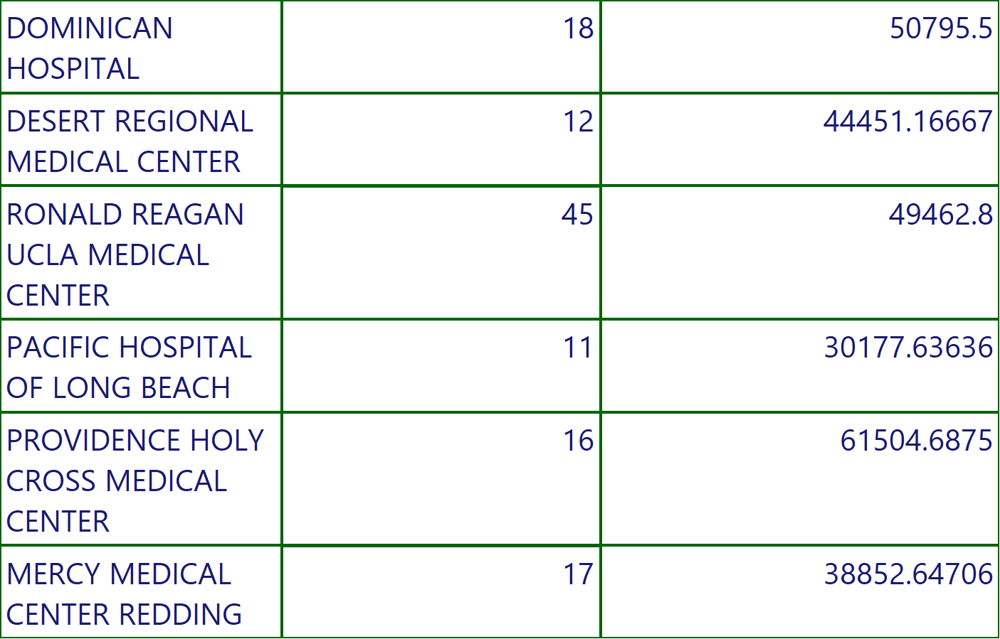 DOMINICAN 18 50795.5
HOSPITAL
DESERT REGIONAL 12 44451.16667
MEDICAL CENTER
RONALD REAGAN 45 49462.8
UCLA MEDICAL
CENTER
PACIFIC HOSPITAL 11 30177.63636
OF LONG BEACH
PROVIDENCE HOLY 16 61504.6875
CROSS MEDICAL
CENTER
MERCY MEDICAL 17 38852.64706
CENTER REDDING